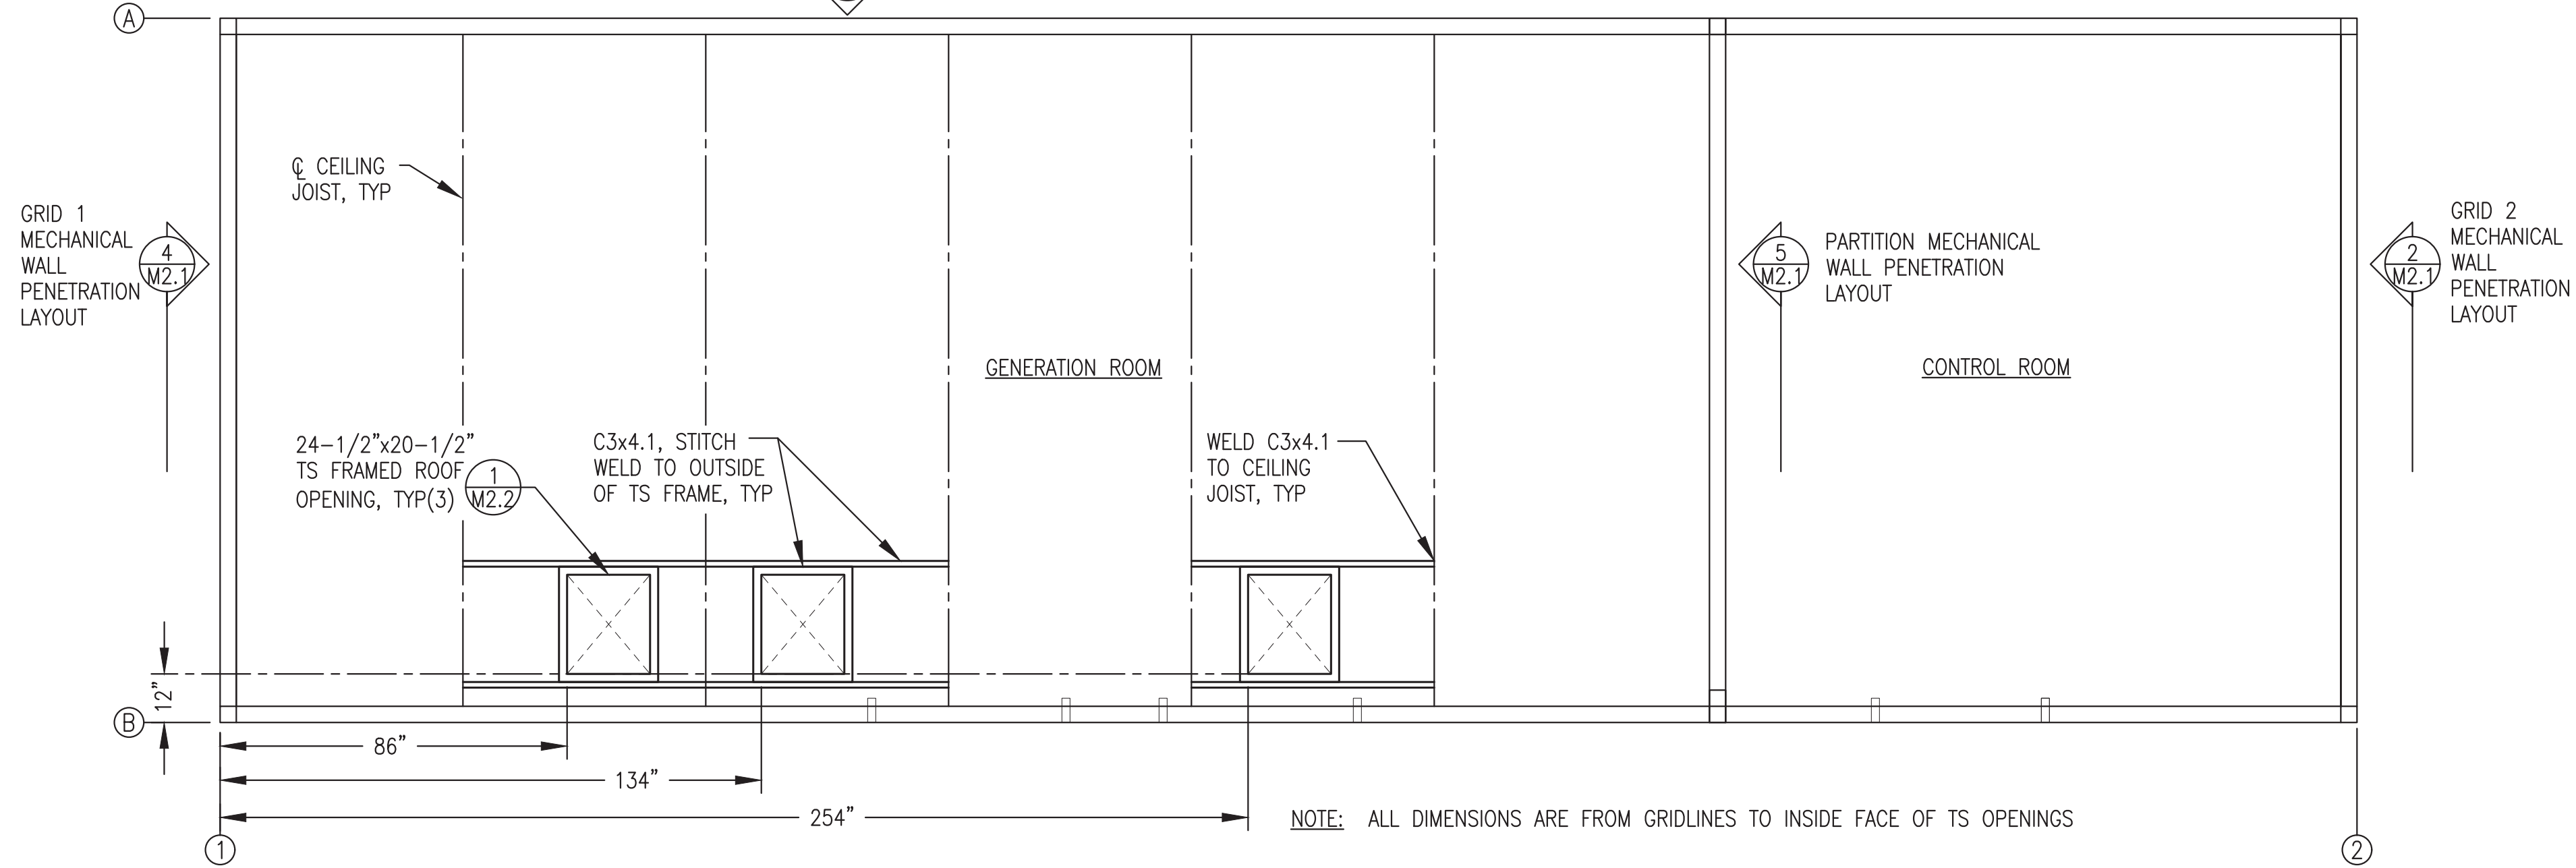 A
℄ CEILING
JOIST, TYP
GRID 1
MECHANICAL
WALL
PENETRATION
LAYOUT
4
M2.1
5
M2.1
PARTITION MECHANICAL
WALL PENETRATION
LAYOUT
2
M2.1
GRID 2
MECHANICAL
WALL
PENETRATION
LAYOUT
GENERATION ROOM
CONTROL ROOM
24-1/2"x20-1/2"
TS FRAMED ROOF
OPENING, TYP(3)
1
M2.2
C3x4.1, STITCH
WELD TO OUTSIDE
OF TS FRAME, TYP
WELD C3x4.1
TO CEILING
JOIST, TYP
12"
B
86"
134"
254"
NOTE: ALL DIMENSIONS ARE FROM GRIDLINES TO INSIDE FACE OF TS OPENINGS
1
2